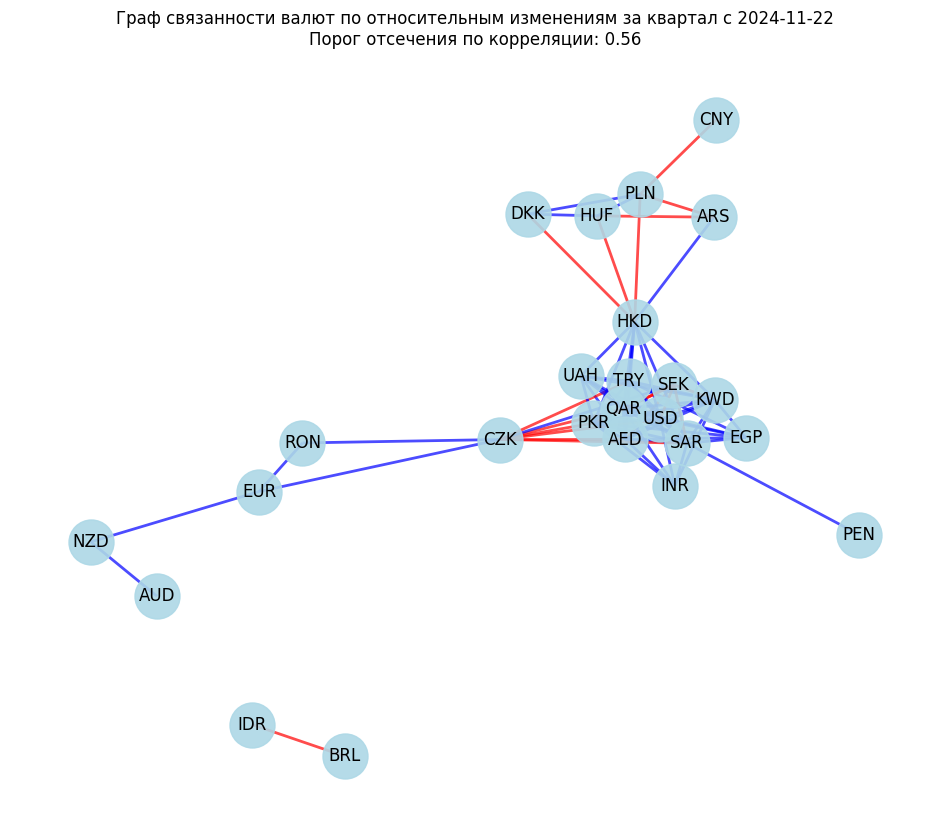 Граф связанности валют по относительным изменениям за квартал с 2024-11-22
Порог отсечения по корреляции: 0.56
CNY
PLN
DKK
HUF
ARS
HKD
UAH
TRY
SEK
KWD
QAR
USD
PKR
EGP
CZK
AED
SAR
RON
INR
EUR
PEN
NZD
AUD
IDR
BRL